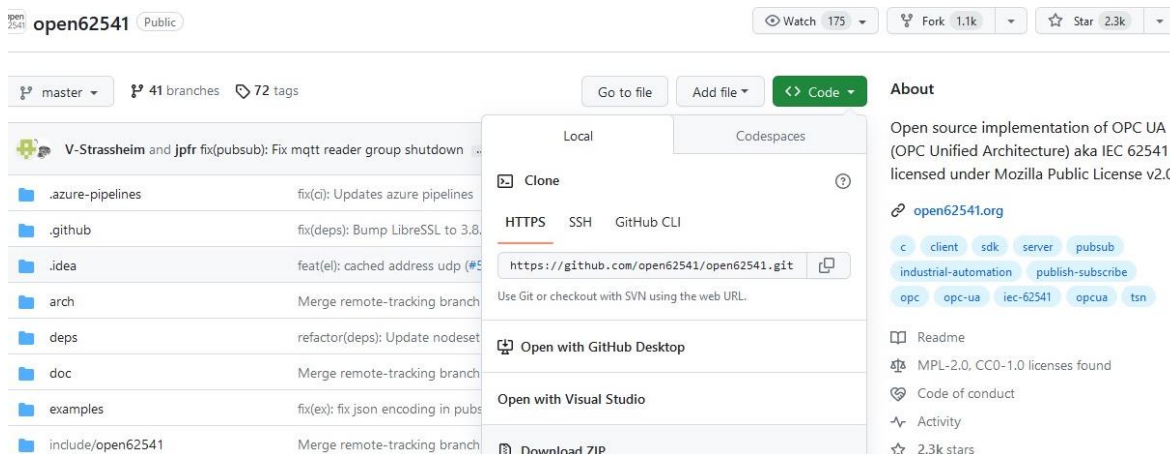 open62541 Public
Watch 175
Fork 1.1k
Star 2.3k
master
41 branches
72 tags
Go to file
Add file
Code
V-Strassheim and jpfr fix(pubsub): Fix mqtt reader group shutdown ...
.azure-pipelines fix(ci): Updates azure pipelines
.github fix(deps): Bump LibreSSL to 3.8.
.idea feat(el): cached address udp (#5
arch Merge remote-tracking branch
deps refactor(deps): Update nodeset
doc Merge remote-tracking branch
examples fix(ex): fix json encoding in pubs
include/open62541 Merge remote-tracking branch
Local
Codespaces
Clone
HTTPS SSH GitHub CLI
https://github.com/open62541/open62541.git
Use Git or checkout with SVN using the web URL.
Open with GitHub Desktop
Open with Visual Studio
Download ZIP
About
Open source implementation of OPC UA
(OPC Unified Architecture) aka IEC 62541
licensed under Mozilla Public License v2.0
open62541.org
c client sdk server pubsub
industrial-automation publish-subscribe
opc opc-ua iec-62541 opcua tsn
Readme
MPL-2.0, CC0-1.0 licenses found
Code of conduct
Activity
2.3k stars